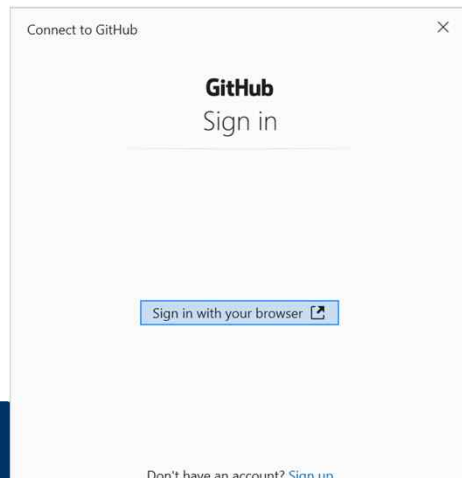 Connect to GitHub
GitHub
Sign in
Sign in with your browser
Don't have an account? Sign up